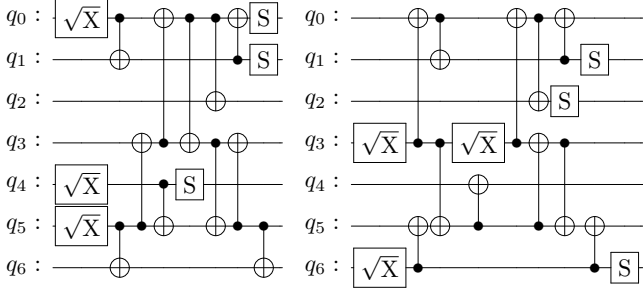 q0 : √X S q0 :
q1 : S q1 : S
q2 : q2 : S
q3 : q3 : √X √X
q4 : √X S q4 :
q5 : √X q5 :
q6 : q6 : √X S